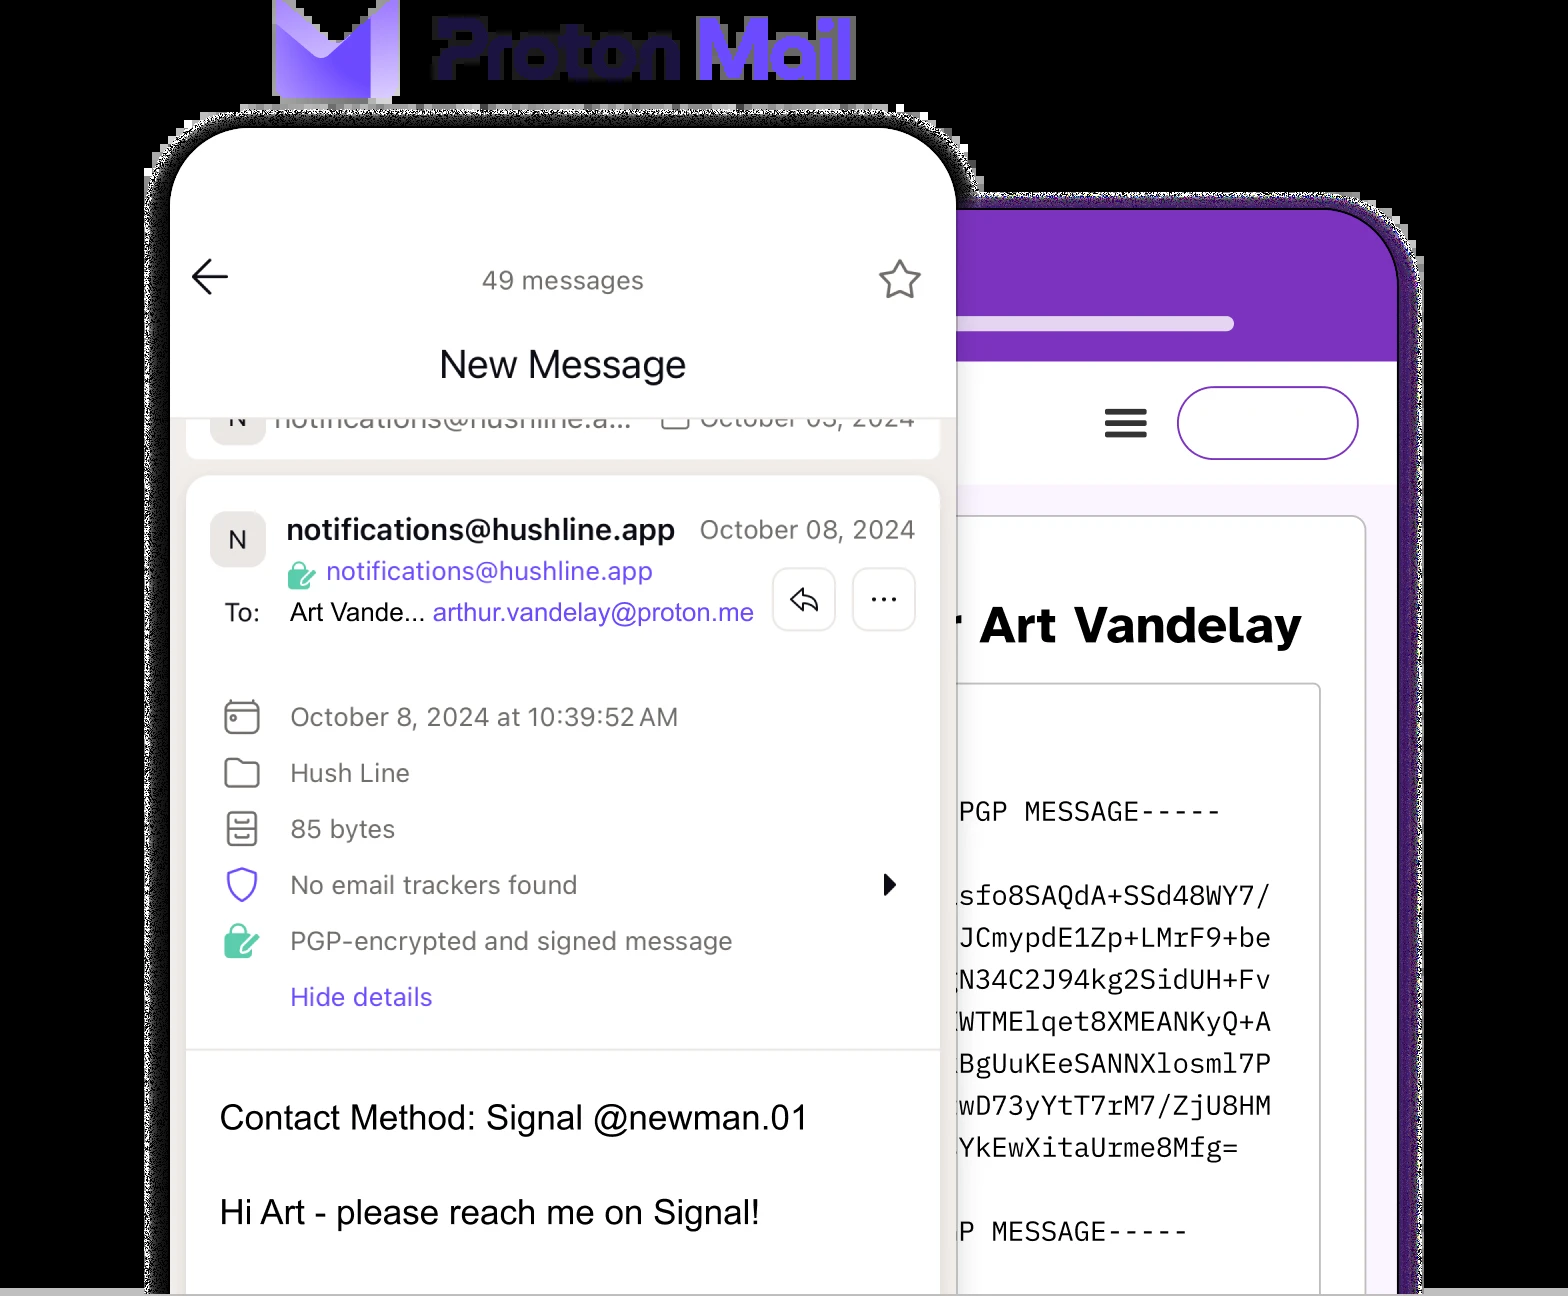 Proton Mail
49 messages
New Message
N notifications@hushline.a... October 03, 2024
N notifications@hushline.app October 08, 2024
notifications@hushline.app
To: Art Vande... arthur.vandelay@proton.me
October 8, 2024 at 10:39:52 AM
Hush Line
85 bytes
No email trackers found
PGP-encrypted and signed message
Hide details
Contact Method: Signal @newman.01
Hi Art - please reach me on Signal!
Art Vandelay
PGP MESSAGE-----
sfo8SAQdA+SSd48WY7/
JCmypdE1Zp+LMrF9+be
N34C2J94kg2SidUH+Fv
WTMElqet8XMEANKyQ+A
BgUuKEeSANNXlosml7P
wD73yYtT7rM7/ZjU8HM
YkEwXitaUrme8Mfg=
P MESSAGE-----